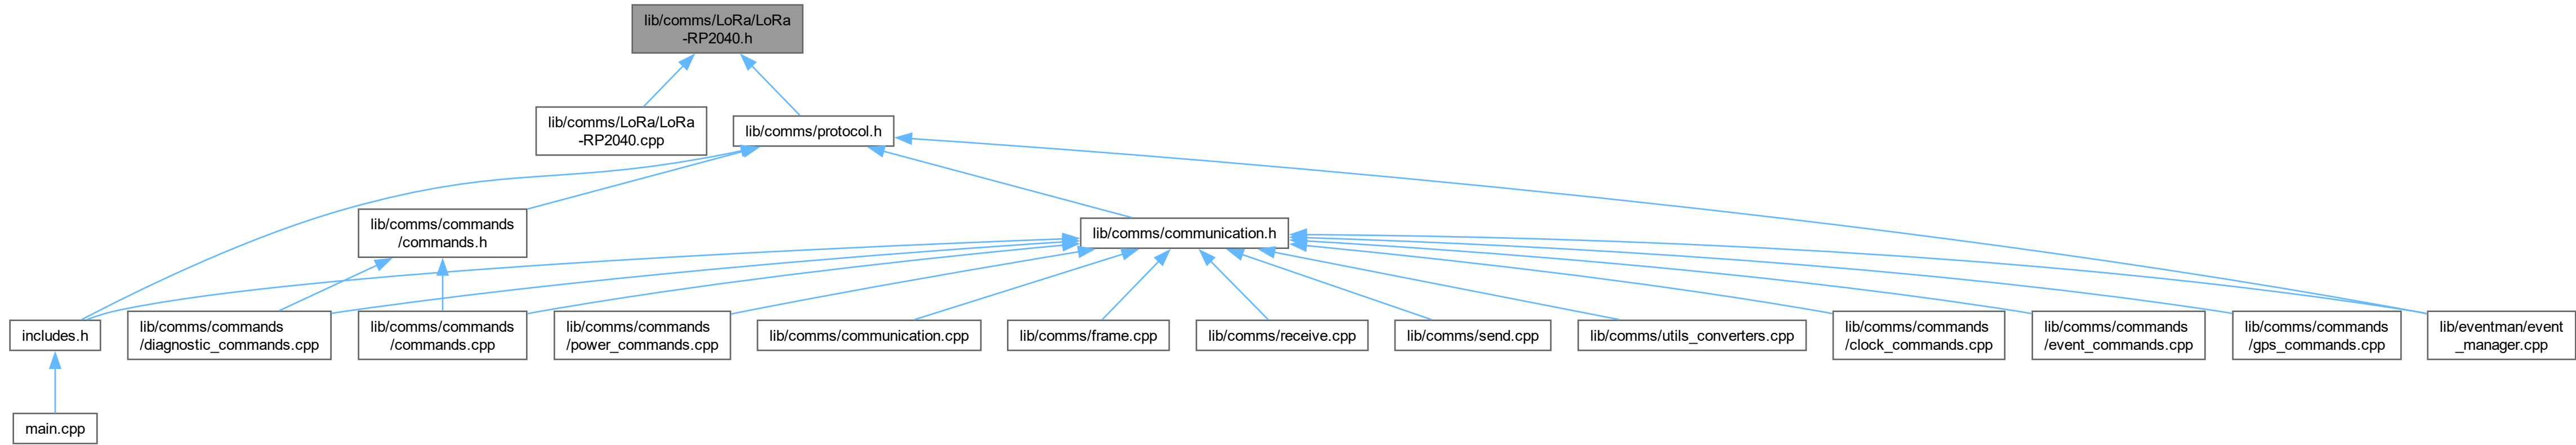 lib/comms/LoRa/LoRa
-RP2040.h
lib/comms/LoRa/LoRa
-RP2040.cpp
lib/comms/protocol.h
lib/comms/commands
/commands.h
lib/comms/communication.h
includes.h
lib/comms/commands
/diagnostic_commands.cpp
lib/comms/commands
/commands.cpp
lib/comms/commands
/power_commands.cpp
lib/comms/communication.cpp
lib/comms/frame.cpp
lib/comms/receive.cpp
lib/comms/send.cpp
lib/comms/utils_converters.cpp
lib/comms/commands
/clock_commands.cpp
lib/comms/commands
/event_commands.cpp
lib/comms/commands
/gps_commands.cpp
lib/eventman/event
_manager.cpp
main.cpp